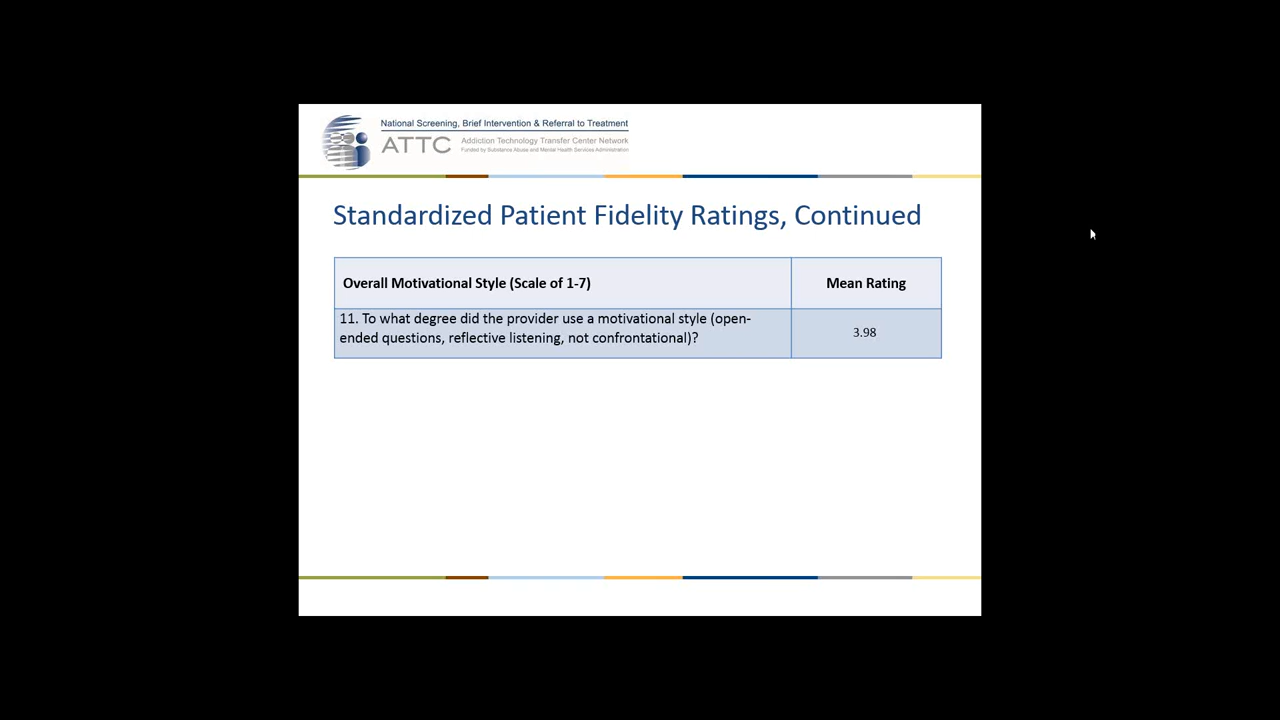 National Screening, Brief Intervention & Referral to Treatment
ATTC
Addiction Technology Transfer Center Network
Funded by Substance Abuse and Mental Health Services Administration
Standardized Patient Fidelity Ratings, Continued
Overall Motivational Style (Scale of 1-7)
Mean Rating
11. To what degree did the provider use a motivational style (open-
ended questions, reflective listening, not confrontational)?
3.98